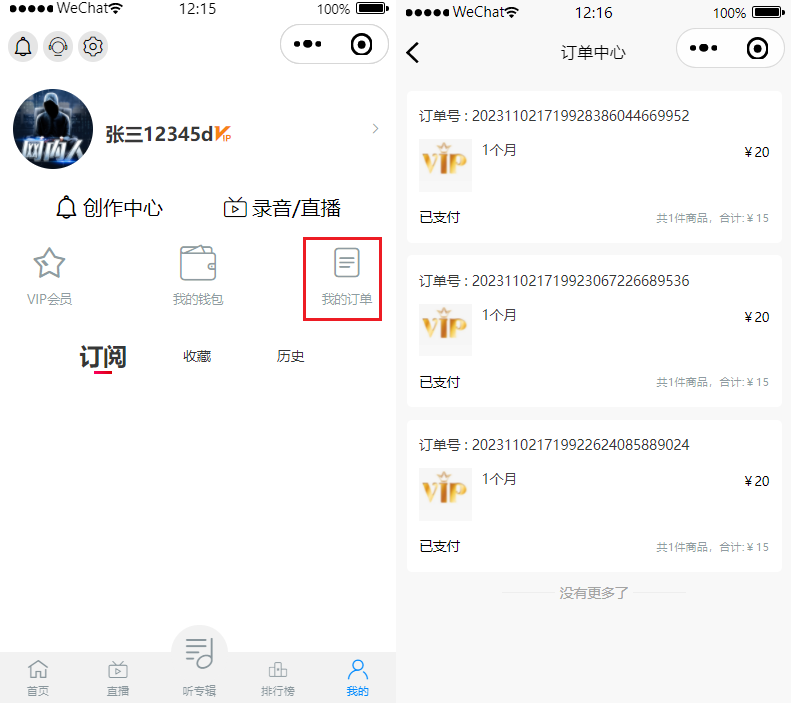 WeChat
12:15
100%
张三12345d
VIP
创作中心
录音/直播
VIP会员
我的钱包
我的订单
订阅
收藏
历史
首页
直播
听专辑
排行榜
我的
WeChat
12:16
100%
订单中心
订单号 : 202311021719928386044669952
VIP
1个月
¥20
已支付
共1件商品，合计:¥15
订单号 : 202311021719923067226689536
VIP
1个月
¥20
已支付
共1件商品，合计:¥15
订单号 : 202311021719922624085889024
VIP
1个月
¥20
已支付
共1件商品，合计:¥15
没有更多了